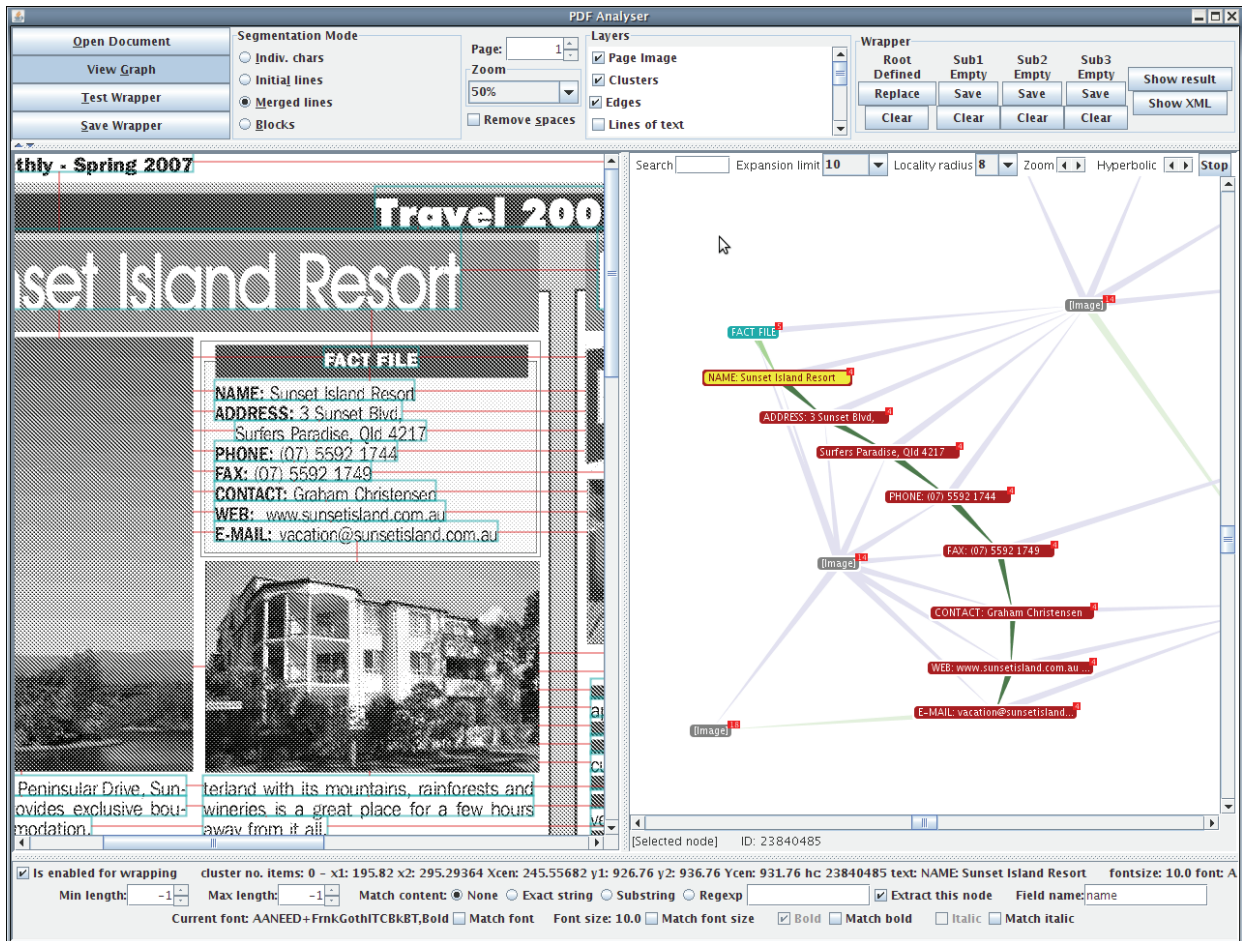 PDF Analyser
Open Document
View Graph
Test Wrapper
Save Wrapper
Segmentation Mode
Indiv. chars
Initial lines
Merged lines
Blocks
Page: 1
Zoom
50%
Remove spaces
Layers
Page Image
Clusters
Edges
Lines of text
Wrapper
Root Sub1 Sub2 Sub3
Defined Empty Empty Empty
Replace Save Save Save
Clear Clear Clear Clear
Show result
Show XML
thly - Spring 2007
Travel 200
nset Island Resort
FACT FILE
NAME: Sunset Island Resort
ADDRESS: 3 Sunset Blvd,
Surfers Paradise, Qld 4217
PHONE: (07) 5592 1744
FAX: (07) 5592 1749
CONTACT: Graham Christensen
WEB: www.sunsetisland.com.au
E-MAIL: vacation@sunsetisland.com.au
Peninsular Drive, Sun-
ovides exclusive bou-
modation.
terland with its mountains, rainforests and
wineries is a great place for a few hours
away from it all.
Search Expansion limit 10 Locality radius 8 Zoom Hyperbolic Stop
[Image] 14
FACT FILE 5
NAME: Sunset Island Resort 4
ADDRESS: 3 Sunset Blvd, 4
Surfers Paradise, Qld 4217 4
PHONE: (07) 5592 1744 4
FAX: (07) 5592 1749 4
[Image] 14
CONTACT: Graham Christensen 4
WEB: www.sunsetisland.com.au ... 4
E-MAIL: vacation@sunsetisland... 4
[Image] 18
[Selected node] ID: 23840485
Is enabled for wrapping cluster no. items: 0 - x1: 195.82 x2: 295.29364 Xcen: 245.55682 y1: 926.76 y2: 936.76 Ycen: 931.76 hc: 23840485 text: NAME: Sunset Island Resort fontsize: 10.0 font: A
Min length: -1 Max length: -1 Match content: None Exact string Substring Regexp Extract this node Field name: name
Current font: AANEED+FrnkGothITCBkBT,Bold Match font Font size: 10.0 Match font size Bold Match bold Italic Match italic